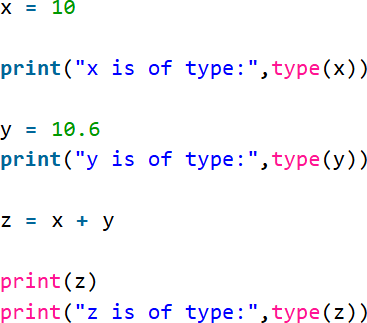 x = 10
print("x is of type:",type(x))
y = 10.6
print("y is of type:",type(y))
z = x + y
print(z)
print("z is of type:",type(z))